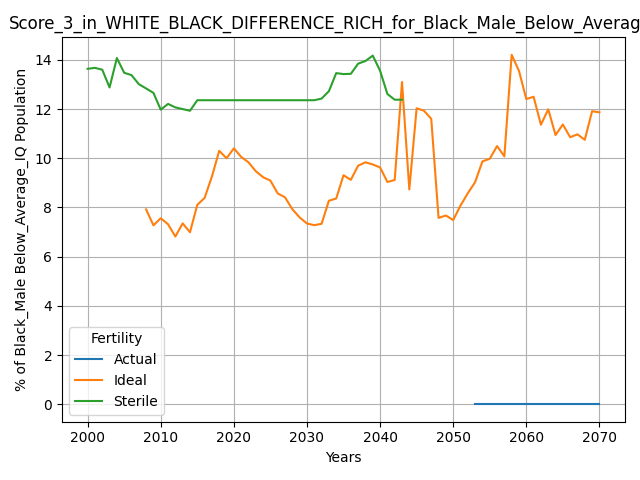 Score_3_in_WHITE_BLACK_DIFFERENCE_RICH_for_Black_Male_Below_Averag
% of Black_Male Below_Average_IQ Population
14
12
10
8
6
4
2
0
Fertility
Actual
Ideal
Sterile
2000 2010 2020 2030 2040 2050 2060 2070
Years